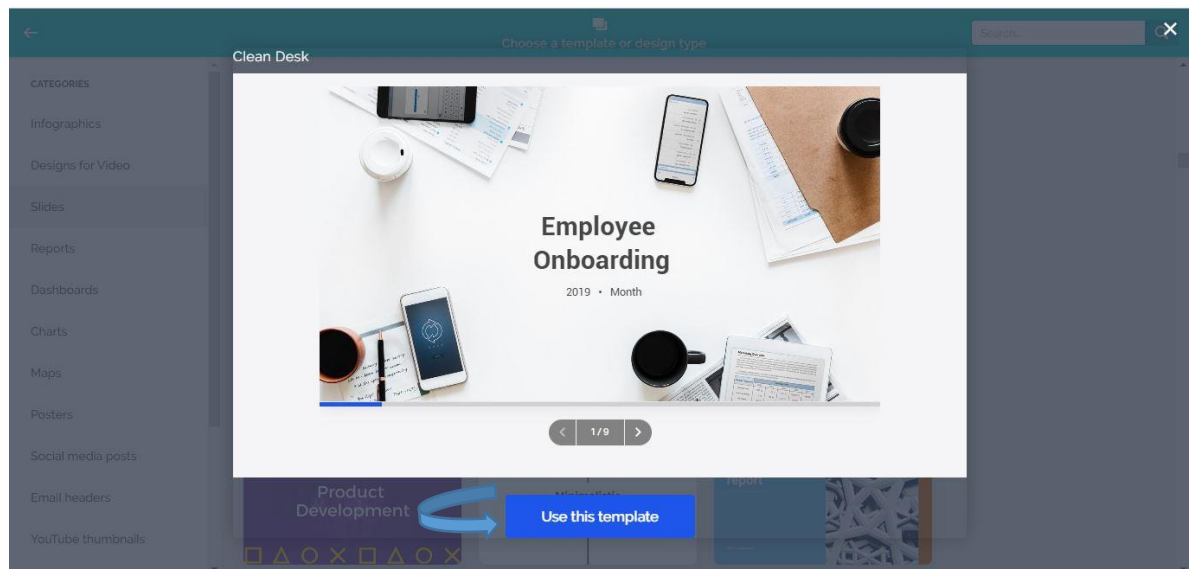 Choose a template or design type
Search...
Clean Desk
CATEGORIES
Infographics
Designs for Video
Slides
Reports
Dashboards
Charts
Maps
Posters
Social media posts
Email headers
YouTube thumbnails
Employee
Onboarding
2019 • Month
1/9
Product
Development
Minimalistic
report
Use this template